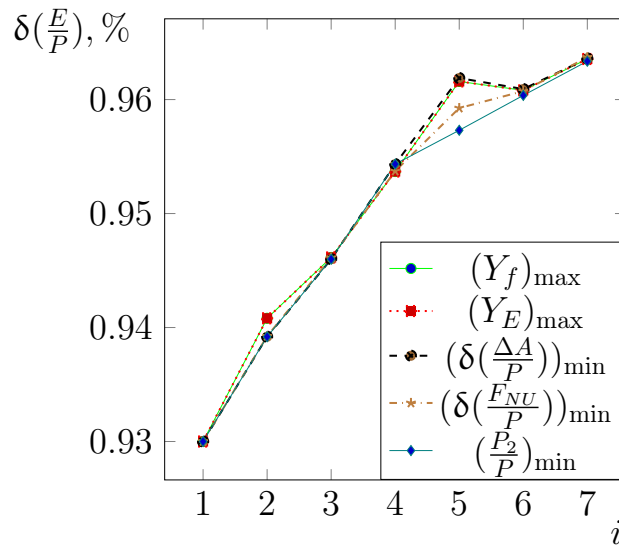 δ(E/P), %
0.96
0.95
0.94
0.93
1 2 3 4 5 6 7
i
(Y_f)_max
(Y_E)_max
(δ(ΔA/P))_min
(δ(F_NU/P))_min
(P_2/P)_min